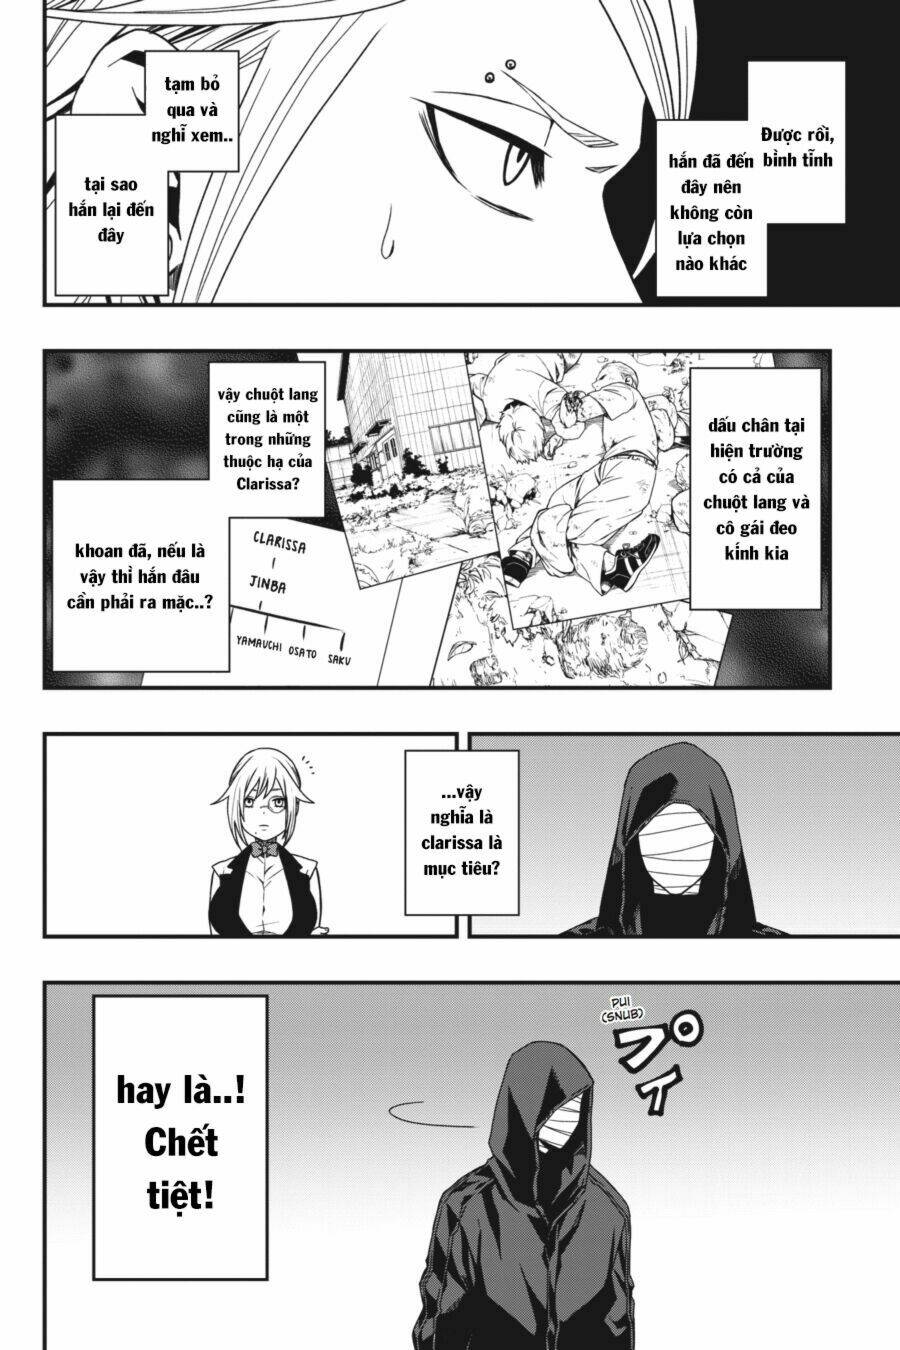 Được rồi,
bình tĩnh
hắn đã đến
đây nên
không còn
lựa chọn
nào khác
tạm bỏ
qua và
nghĩ xem..
tại sao
hắn lại đến
đây
dấu chân tại
hiện trường
có cả của
chuột lang và
cô gái đeo
kính kia
vậy chuột lang
cũng là một
trong những
thuộc hạ của
Clarissa?
khoan đã, nếu là
vậy thì hắn đâu
cần phải ra mặc..?
CLARISSA
JINBA
YAMAUCHI OSATO SAKU
...vậy
nghĩa là
clarissa là
mục tiêu?
PUI
(SNUB)
プイ
hay là..!
Chết
tiệt!